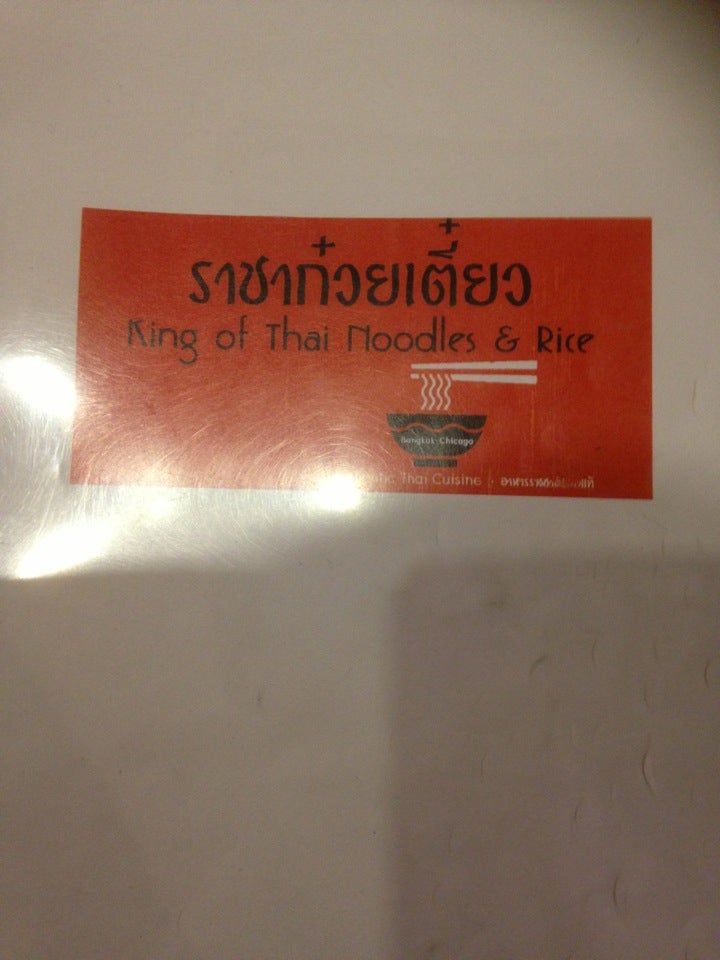 ราชาก๋วยเตี๋ยว
King of Thai Noodles & Rice
Bangkok-Chicago
Thai Cuisine